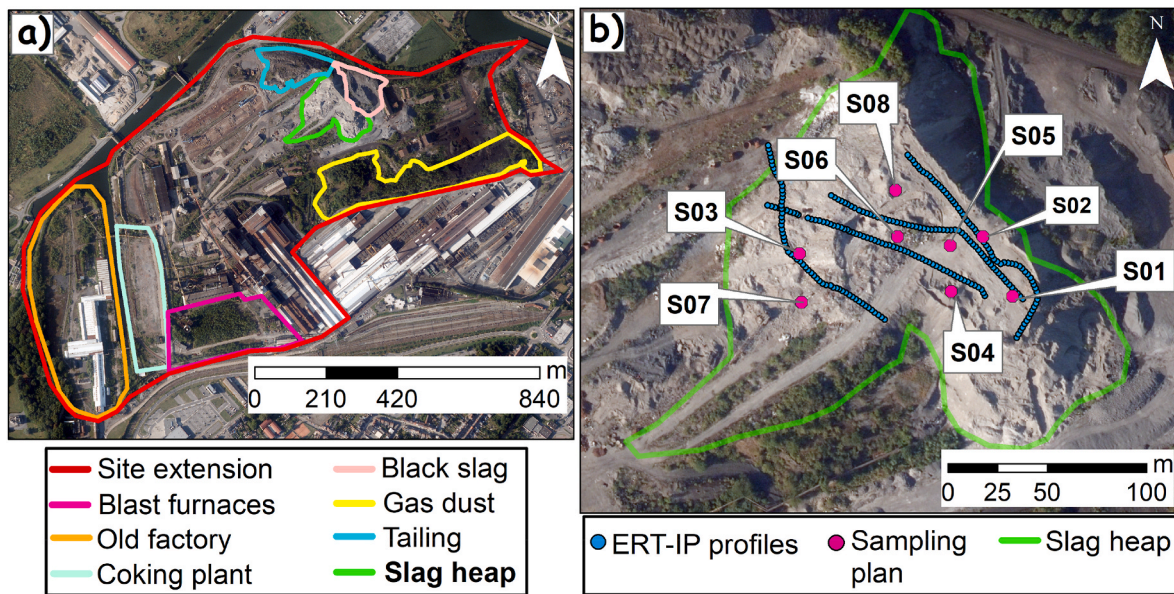 a)
N
m
0 210 420 840
Site extension
Blast furnaces
Old factory
Coking plant
Black slag
Gas dust
Tailing
Slag heap
b)
N
S08
S05
S06
S02
S03
S01
S07
S04
m
0 25 50 100
ERT-IP profiles
Sampling
plan
Slag heap